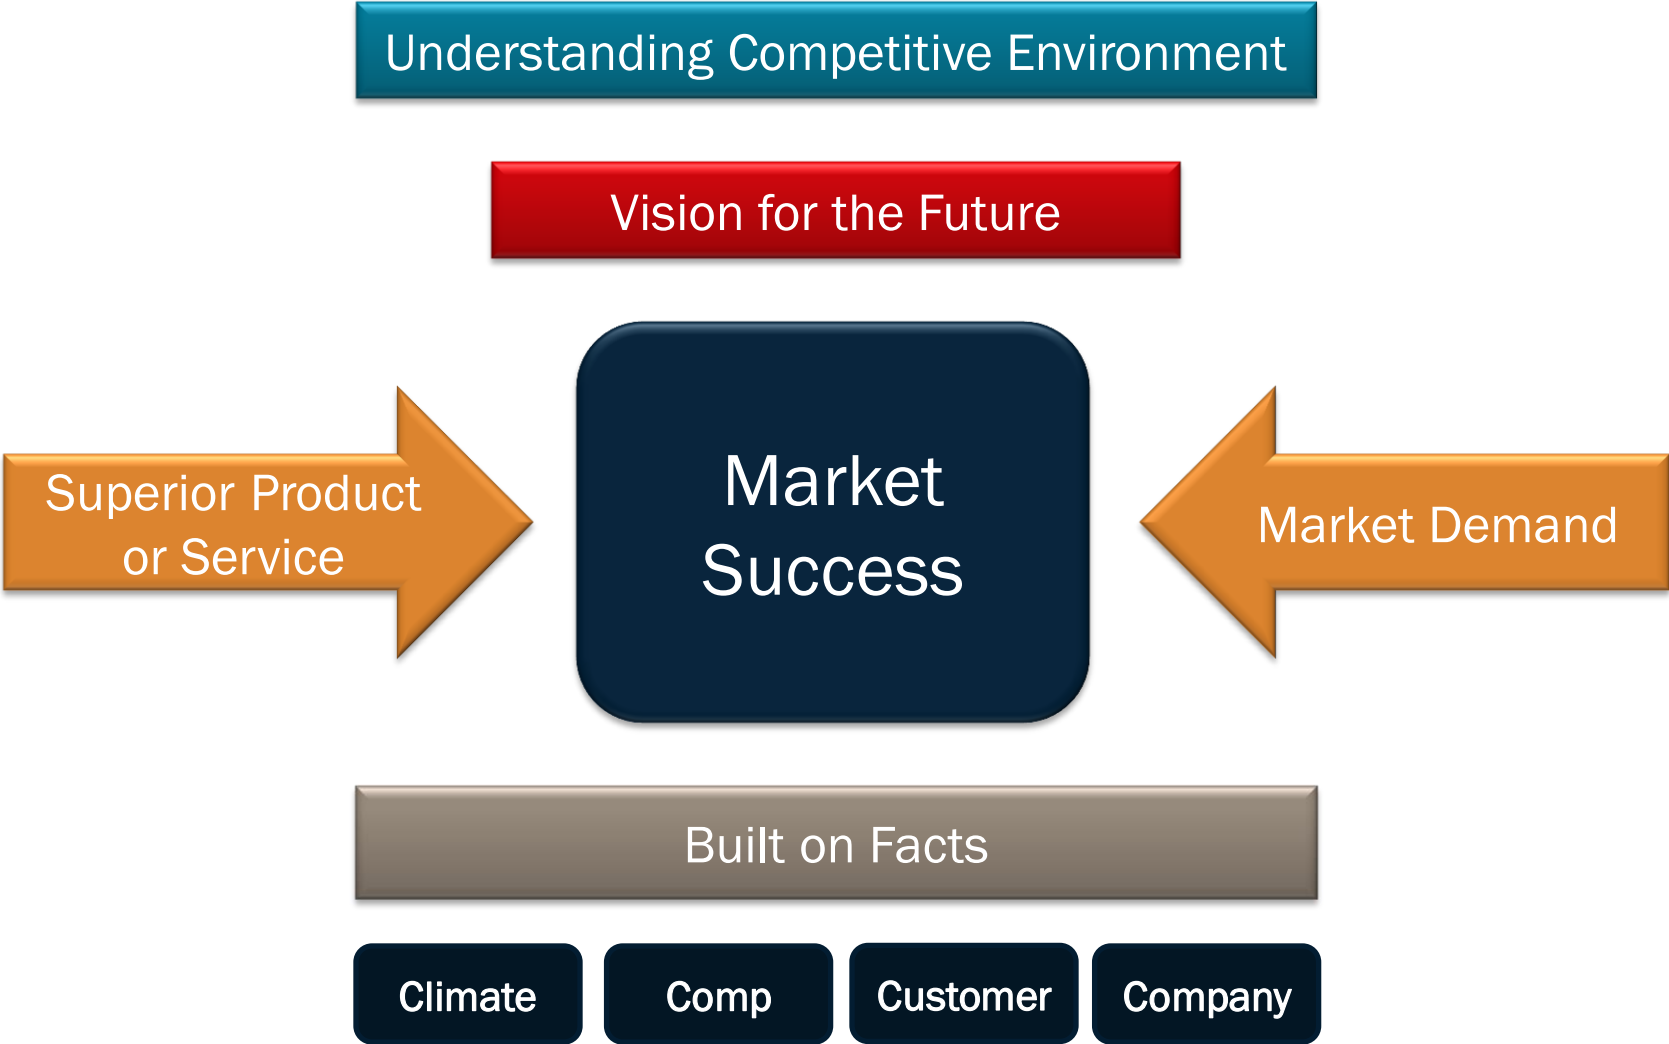 Understanding Competitive Environment
Vision for the Future
Superior Product
or Service
Market
Success
Market Demand
Built on Facts
Climate
Comp
Customer
Company